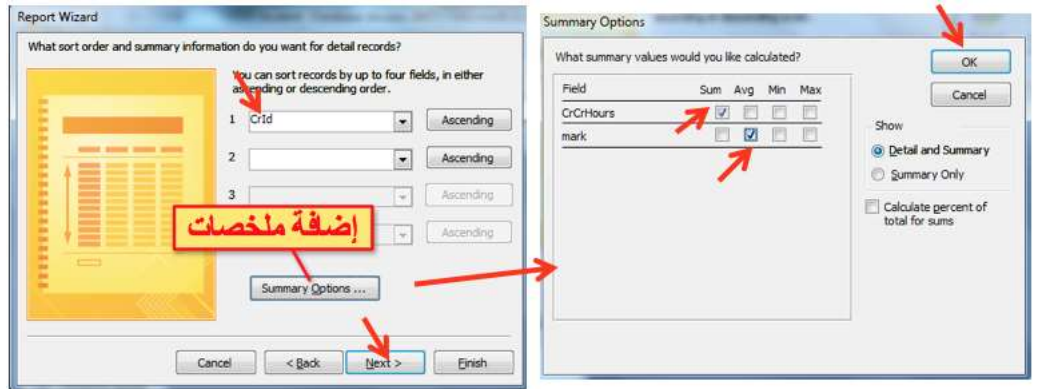 Report Wizard
What sort order and summary information do you want for detail records?
You can sort records by up to four fields, in either
ascending or descending order.
1 CrId Ascending
2 Ascending
3 Ascending
Ascending
إضافة ملخصات
Summary Options ...
Cancel < Back Next > Finish
Summary Options
What summary values would you like calculated?
OK
Cancel
Field Sum Avg Min Max
CrCrHours
mark
Show
Detail and Summary
Summary Only
Calculate percent of
total for sums